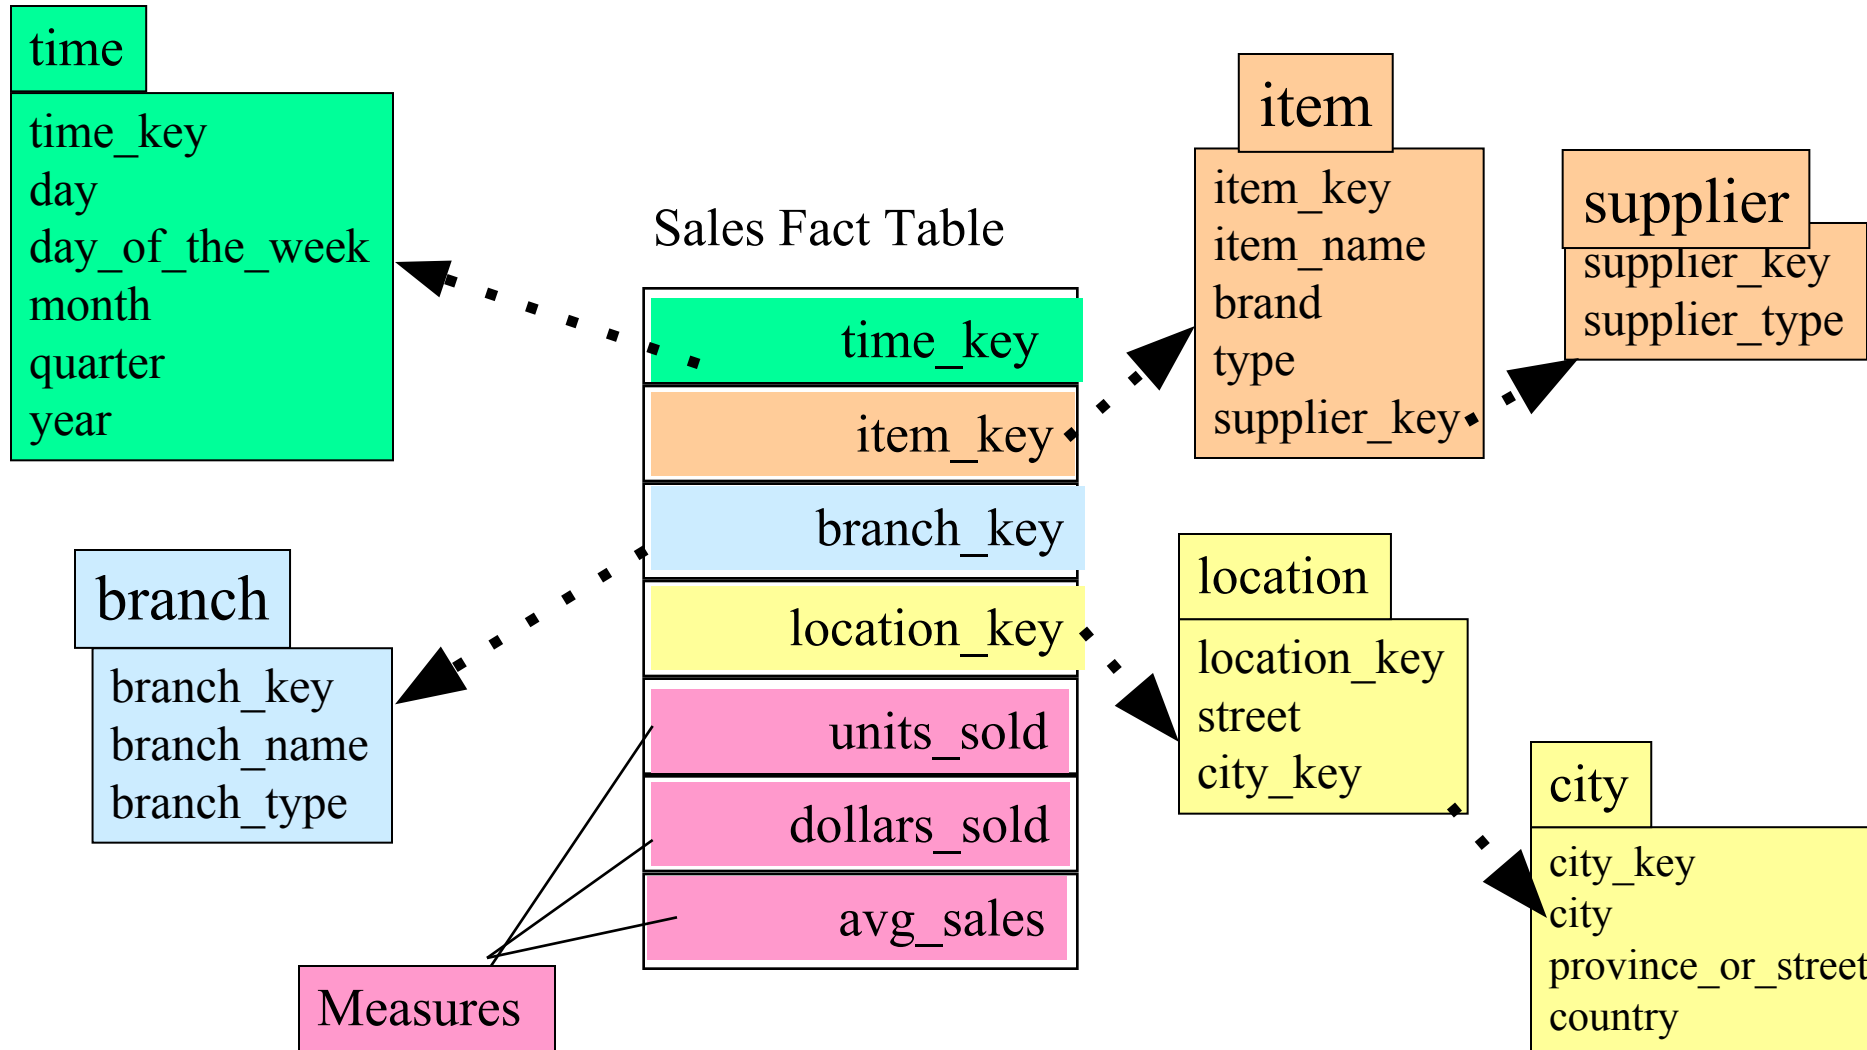 time
time_key
day
day_of_the_week
month
quarter
year
Sales Fact Table
time_key
item_key
branch_key
location_key
units_sold
dollars_sold
avg_sales
item
item_key
item_name
brand
type
supplier_key
supplier
supplier_key
supplier_type
branch
branch_key
branch_name
branch_type
location
location_key
street
city_key
city
city_key
city
province_or_street
country
Measures